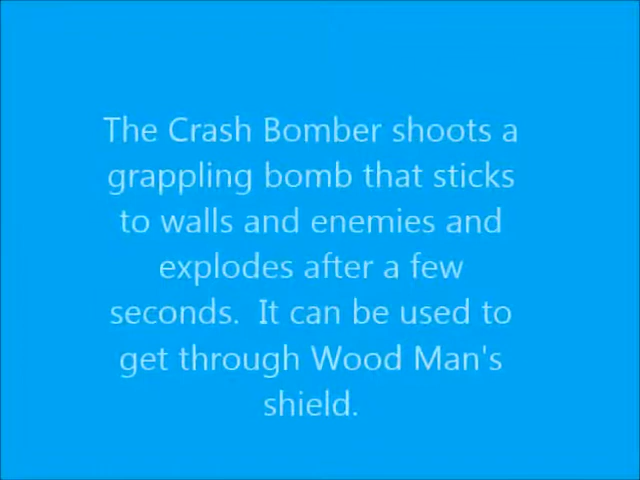 The Crash Bomber shoots a
grappling bomb that sticks
to walls and enemies and
explodes after a few
seconds.  It can be used to
get through Wood Man's
shield.